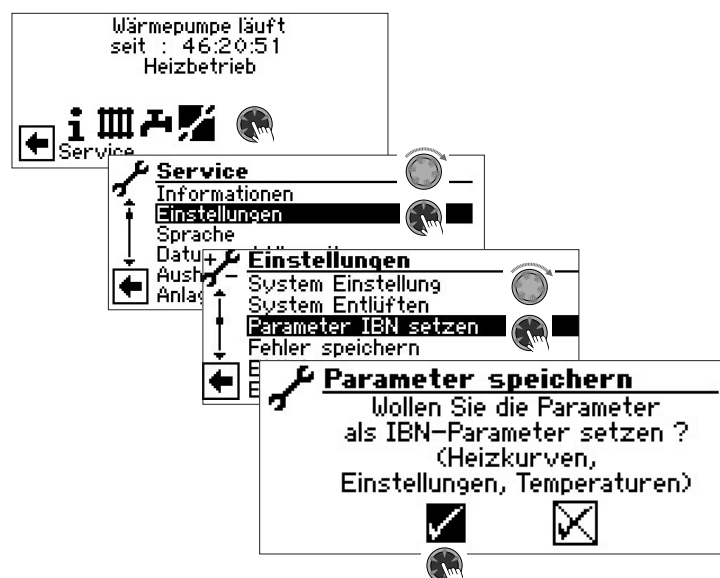 Wärmepumpe läuft
seit : 46:20:51
Heizbetrieb
Service
Service
Informationen
Einstellungen
Sprache
Einstellungen
System Einstellung
System Entlüften
Parameter IBN setzen
Fehler speichern
Parameter speichern
Wollen Sie die Parameter
als IBN-Parameter setzen ?
(Heizkurven,
Einstellungen, Temperaturen)